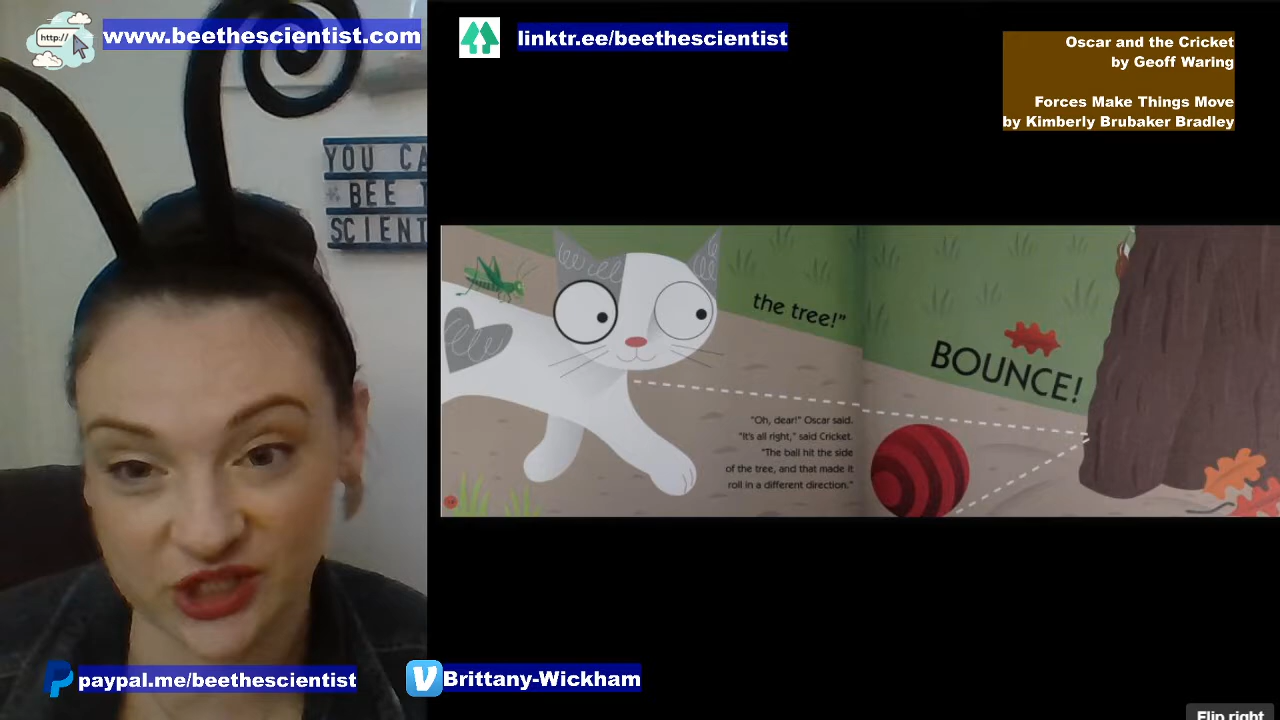 http://
www.beethescientist.com
linktr.ee/beethescientist
Oscar and the Cricket
by Geoff Waring
Forces Make Things Move
by Kimberly Brubaker Bradley
YOU CA
BEE T
SCIENT
the tree!”
BOUNCE!
“Oh, dear!” Oscar said.
“It's all right,” said Cricket.
“The ball hit the side
of the tree, and that made it
roll in a different direction.”
paypal.me/beethescientist
Brittany-Wickham
Flip right